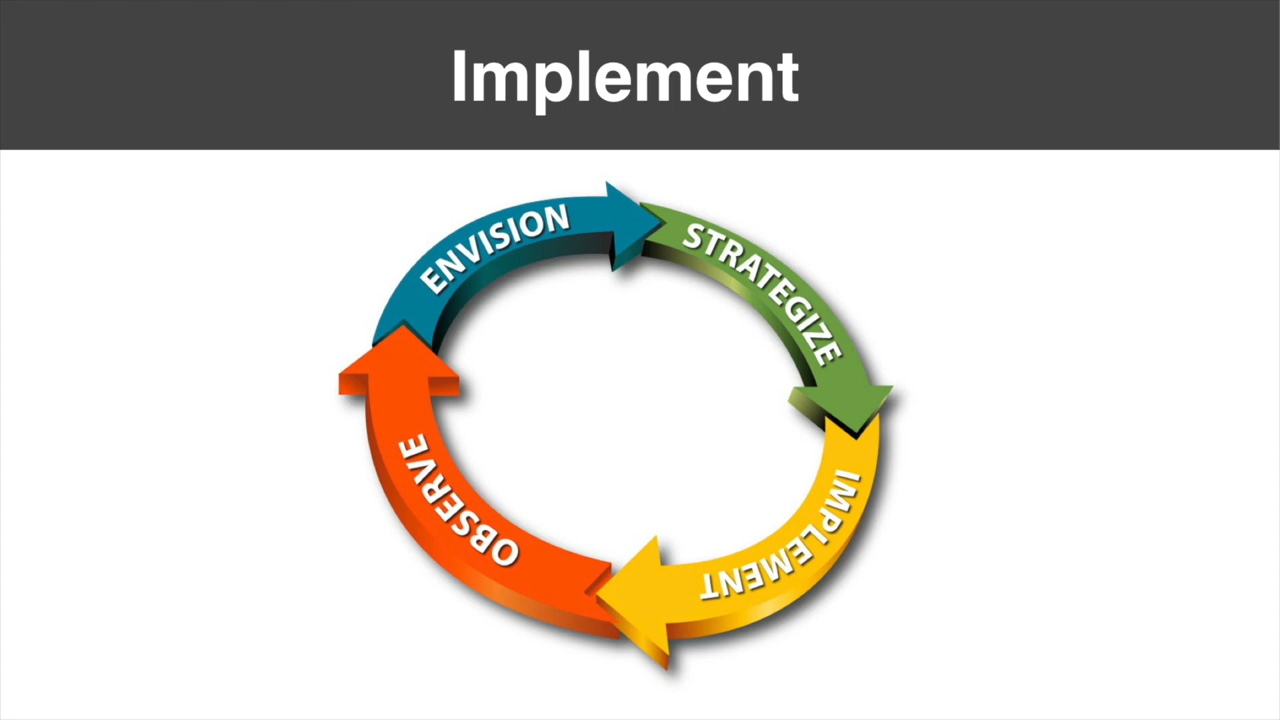 Implement
ENVISION
STRATEGIZE
IMPLEMENT
OBSERVE